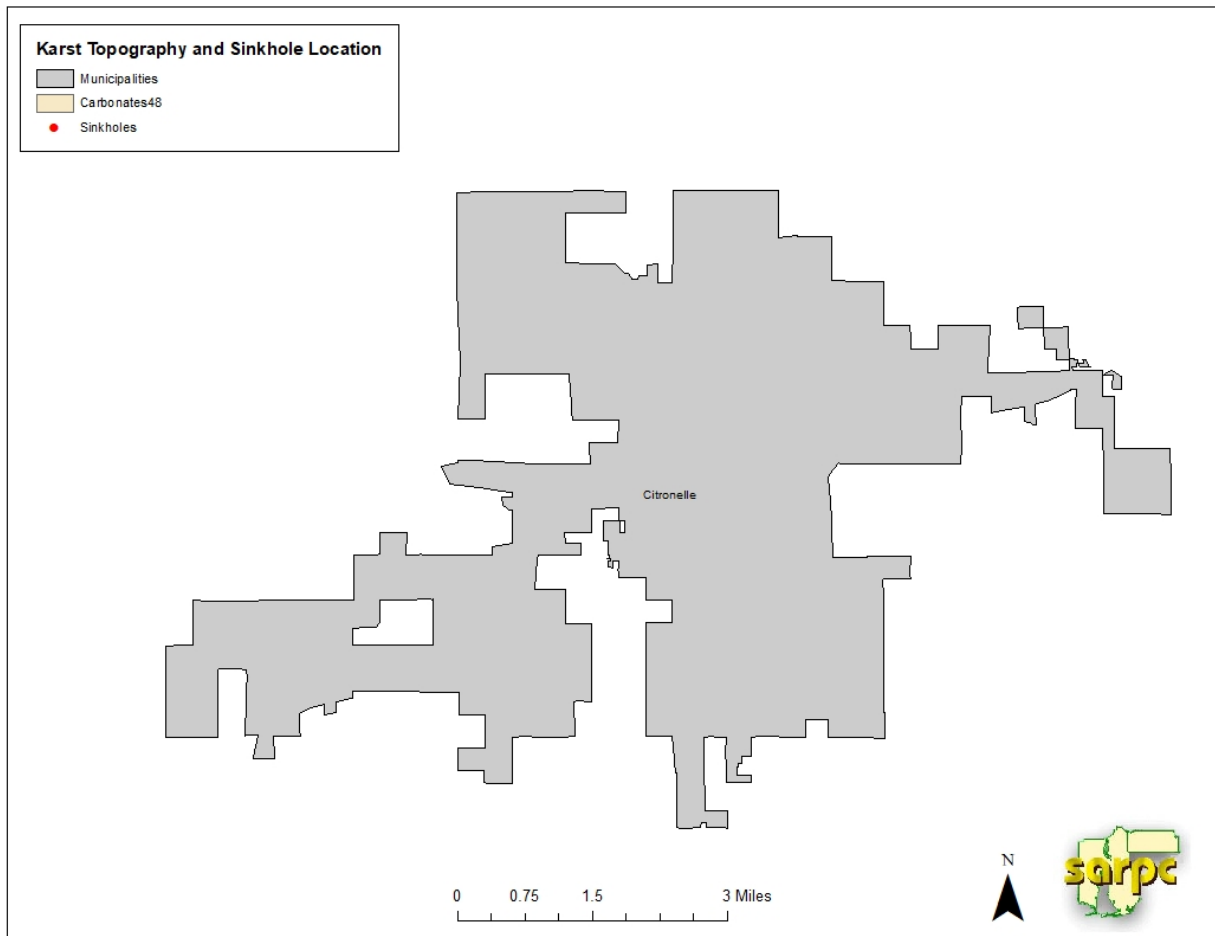 Karst Topography and Sinkhole Location
Municipalities
Carbonates48
Sinkholes
Citronelle
0 0.75 1.5 3 Miles
N
sarpc